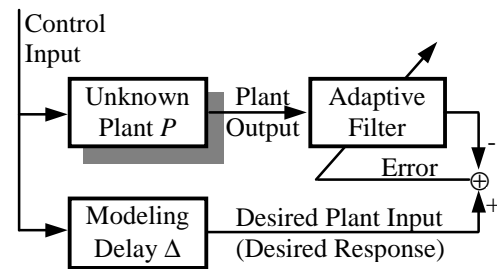 Control
Input
Unknown
Plant P
Plant
Output
Adaptive
Filter
-
Error
+
Modeling
Delay Δ
Desired Plant Input
(Desired Response)